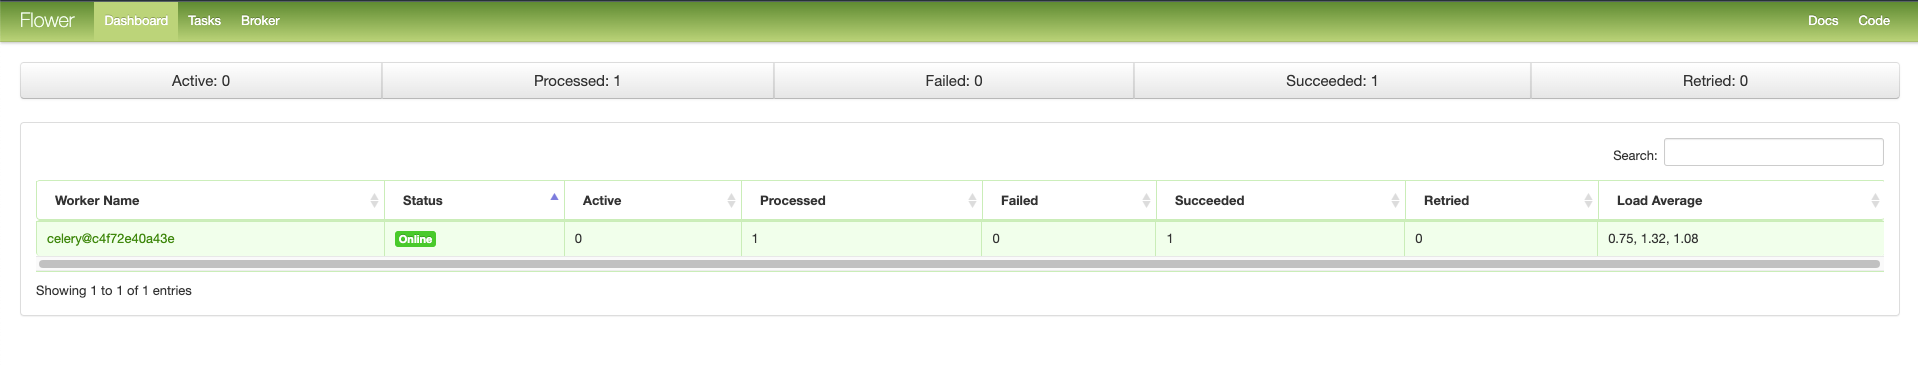 Flower Dashboard Tasks Broker Docs Code
Active: 0 Processed: 1 Failed: 0 Succeeded: 1 Retried: 0
Search:
Worker Name Status Active Processed Failed Succeeded Retried Load Average
celery@c4f72e40a43e Online 0 1 0 1 0 0.75, 1.32, 1.08
Showing 1 to 1 of 1 entries